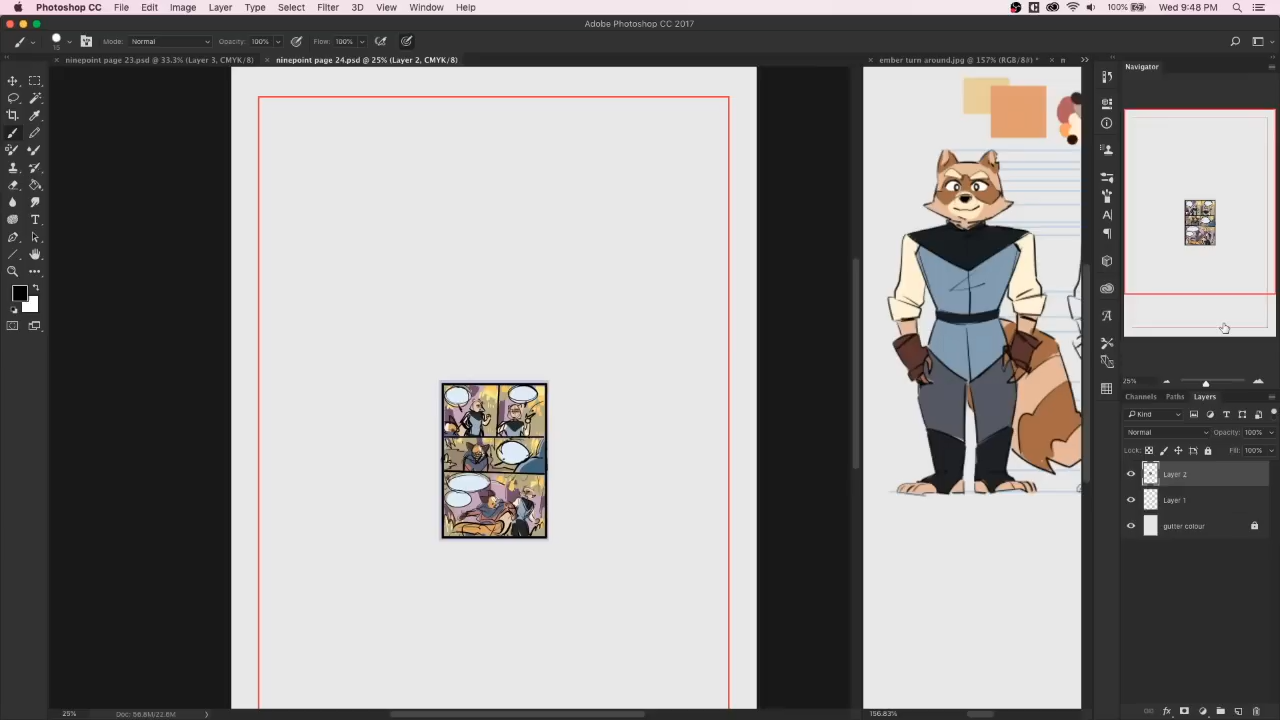 Photoshop CC File Edit Image Layer Type Select Filter 3D View Window Help 100% Wed 9:48 PM
Adobe Photoshop CC 2017
15 Mode: Normal Opacity: 100% Flow: 100%
ninepoint page 23.psd @ 33.3% (Layer 3, CMYK/8) ninepoint page 24.psd @ 25% (Layer 2, CMYK/8) ember turn around.jpg @ 157% (RGB/8#) * n
Navigator
25%
Channels Paths Layers
Kind
Normal Opacity: 100%
Lock: Fill: 100%
Layer 2
Layer 1
gutter colour
25% Doc: 56.8M/22.8M 156.83%